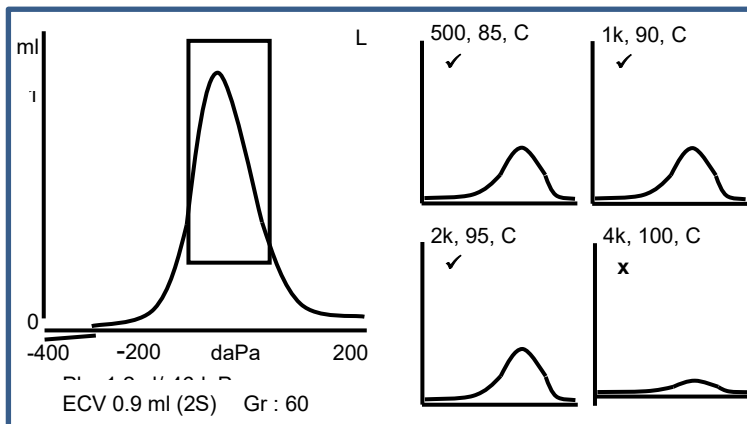 ml
L
0
-400 -200 daPa 200
ECV 0.9 ml (2S) Gr : 60
500, 85, C
✓
1k, 90, C
✓
2k, 95, C
✓
4k, 100, C
x